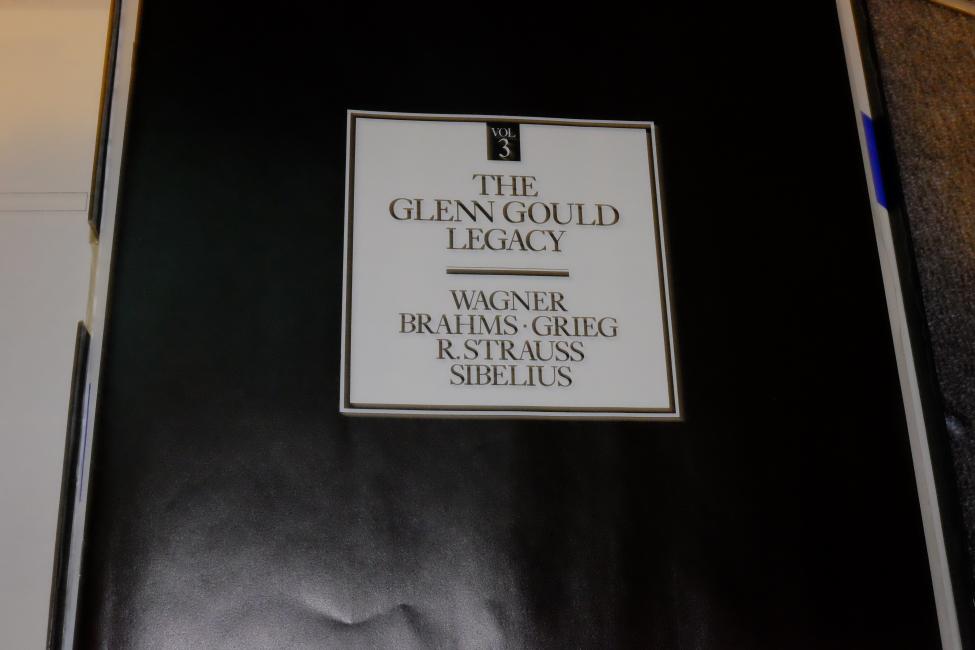 VOL
3
THE
GLENN GOULD
LEGACY
WAGNER
BRAHMS · GRIEG
R. STRAUSS
SIBELIUS